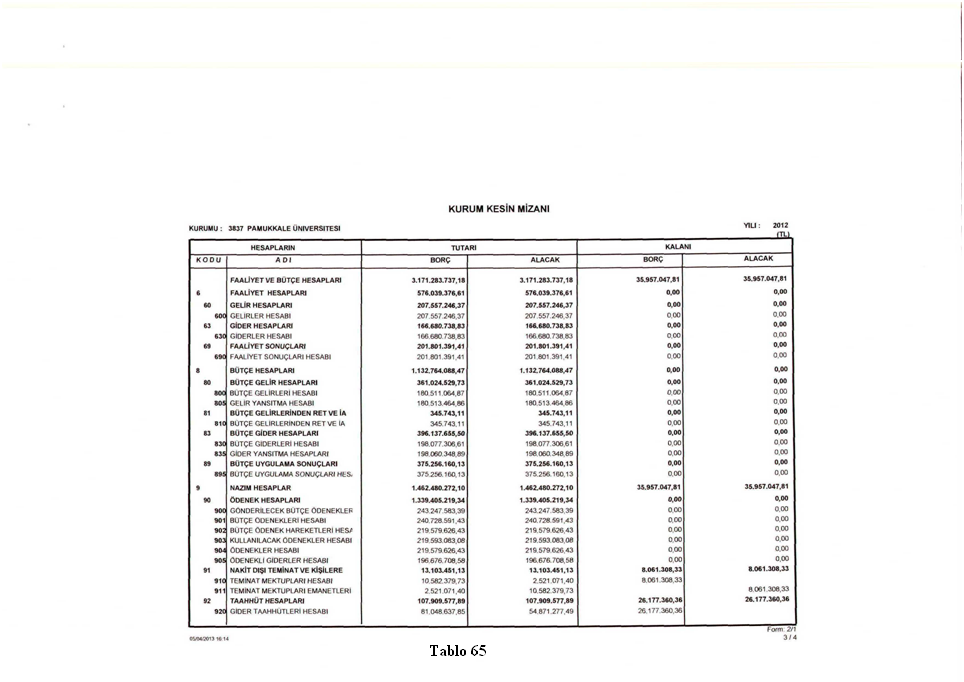 KURUM KESİN MİZANI
KURUMU : 3837 PAMUKKALE ÜNİVERSİTESİ YILI : 2012
(TL)
HESAPLARIN TUTARI KALANI
KODU ADI BORÇ ALACAK BORÇ ALACAK
FAALİYET VE BÜTÇE HESAPLARI 3.171.283.737,18 3.171.283.737,18 35.957.047,81 35.957.047,81
6 FAALİYET HESAPLARI 576.039.376,61 576.039.376,61 0,00 0,00
60 GELİR HESAPLARI 207.557.246,37 207.557.246,37 0,00 0,00
600 GELİRLER HESABI 207.557.246,37 207.557.246,37 0,00 0,00
63 GİDER HESAPLARI 166.680.738,83 166.680.738,83 0,00 0,00
630 GİDERLER HESABI 166.680.738,83 166.680.738,83 0,00 0,00
69 FAALİYET SONUÇLARI 201.801.391,41 201.801.391,41 0,00 0,00
690 FAALİYET SONUÇLARI HESABI 201.801.391,41 201.801.391,41 0,00 0,00
8 BÜTÇE HESAPLARI 1.132.764.088,47 1.132.764.088,47 0,00 0,00
80 BÜTÇE GELİR HESAPLARI 361.024.529,73 361.024.529,73 0,00 0,00
800 BÜTÇE GELİRLERİ HESABI 180.511.064,87 180.511.064,87 0,00 0,00
805 GELİR YANSITMA HESABI 180.513.464,86 180.513.464,86 0,00 0,00
81 BÜTÇE GELİRLERİNDEN RET VE İA 345.743,11 345.743,11 0,00 0,00
810 BÜTÇE GELİRLERİNDEN RET VE İA 345.743,11 345.743,11 0,00 0,00
83 BÜTÇE GİDER HESAPLARI 396.137.655,50 396.137.655,50 0,00 0,00
830 BÜTÇE GİDERLERİ HESABI 198.077.306,61 198.077.306,61 0,00 0,00
835 GİDER YANSITMA HESAPLARI 198.060.348,89 198.060.348,89 0,00 0,00
89 BÜTÇE UYGULAMA SONUÇLARI 375.256.160,13 375.256.160,13 0,00 0,00
895 BÜTÇE UYGULAMA SONUÇLARI HES. 375.256.160,13 375.256.160,13 0,00 0,00
9 NAZIM HESAPLAR 1.462.480.272,10 1.462.480.272,10 35.957.047,81 35.957.047,81
90 ÖDENEK HESAPLARI 1.339.405.219,34 1.339.405.219,34 0,00 0,00
900 GÖNDERİLECEK BÜTÇE ÖDENEKLER 243.247.583,39 243.247.583,39 0,00 0,00
901 BÜTÇE ÖDENEKLERİ HESABI 240.728.591,43 240.728.591,43 0,00 0,00
902 BÜTÇE ÖDENEK HAREKETLERİ HESA 219.579.626,43 219.579.626,43 0,00 0,00
903 KULLANILACAK ÖDENEKLER HESABI 219.593.083,08 219.593.083,08 0,00 0,00
904 ÖDENEKLER HESABI 219.579.626,43 219.579.626,43 0,00 0,00
905 ÖDENEKLİ GİDERLER HESABI 196.676.708,58 196.676.708,58 0,00 0,00
91 NAKİT DIŞI TEMİNAT VE KİŞİLERE 13.103.451,13 13.103.451,13 8.061.308,33 8.061.308,33
910 TEMİNAT MEKTUPLARI HESABI 10.582.379,73 2.521.071,40 8.061.308,33
911 TEMİNAT MEKTUPLARI EMANETLERİ 2.521.071,40 10.582.379,73 8.061.308,33
92 TAAHHÜT HESAPLARI 107.909.577,89 107.909.577,89 26.177.360,36 26.177.360,36
920 GİDER TAAHHÜTLERİ HESABI 81.048.637,85 54.871.277,49 26.177.360,36
Form: 2/1
05/04/2013 16:14 3 / 4
Tablo 65